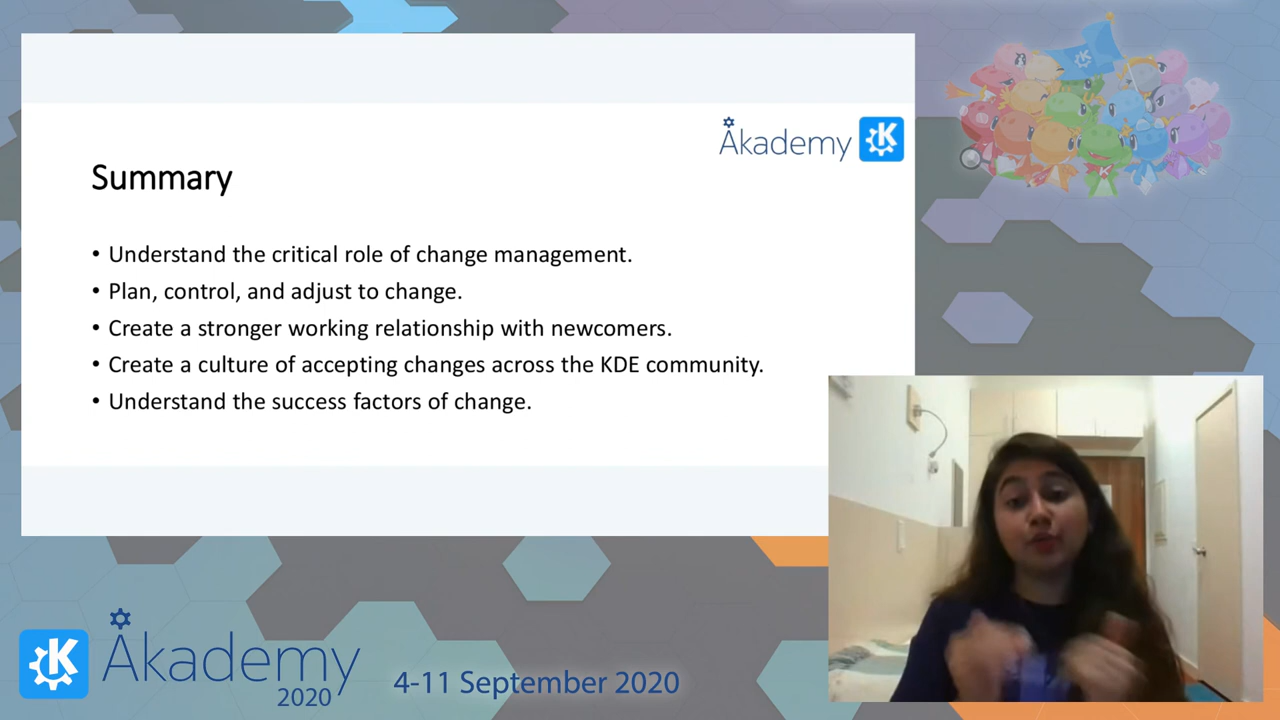 Akademy
Summary
• Understand the critical role of change management.
• Plan, control, and adjust to change.
• Create a stronger working relationship with newcomers.
• Create a culture of accepting changes across the KDE community.
• Understand the success factors of change.
Akademy
2020
4-11 September 2020